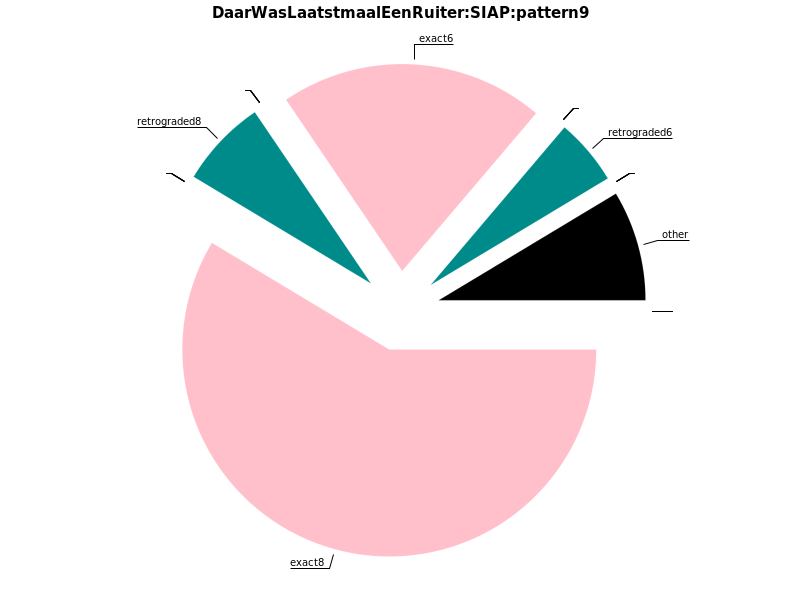 DaarWasLaatstmaalEenRuiter:SIAP:pattern9
exact6
retrograded8
retrograded6
other
exact8